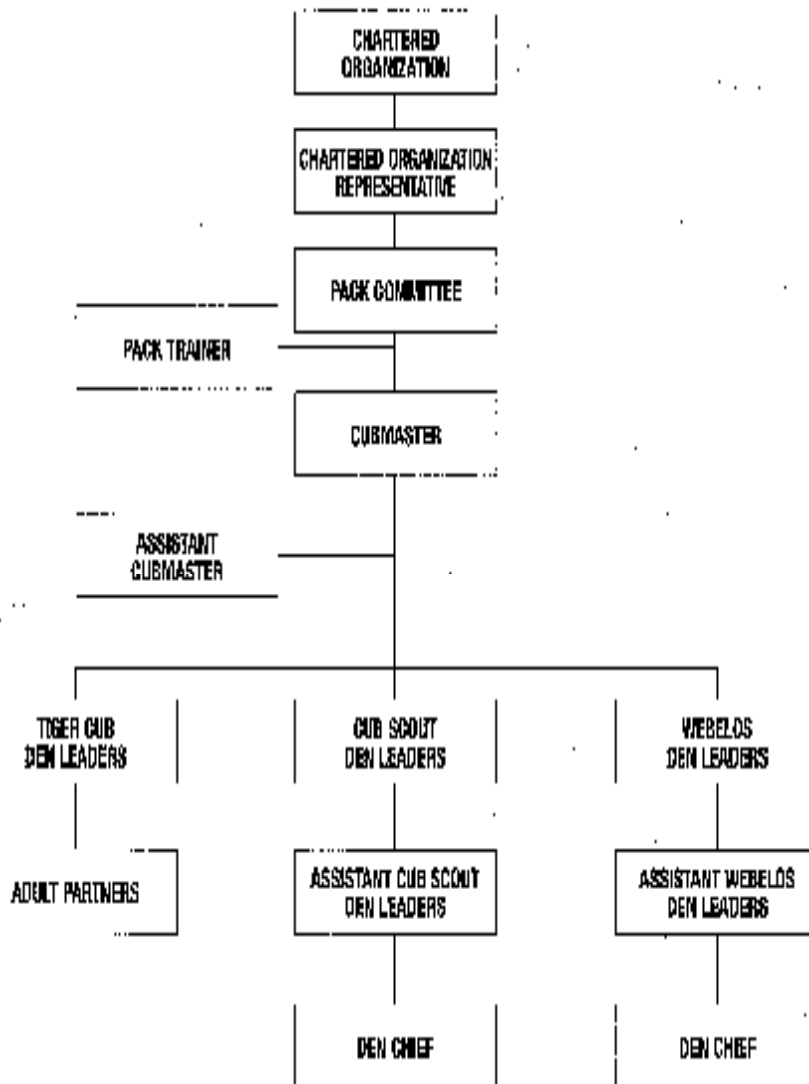 CHARTERED
ORGANIZATION
CHARTERED ORGANIZATION
REPRESENTATIVE
PACK COMMITTEE
PACK TRAINER
CUBMASTER
ASSISTANT
CUBMASTER
TIGER CUB
DEN LEADERS
CUB SCOUT
DEN LEADERS
WEBELOS
DEN LEADERS
ADULT PARTNERS
ASSISTANT CUB SCOUT
DEN LEADERS
ASSISTANT WEBELOS
DEN LEADERS
DEN CHIEF
DEN CHIEF